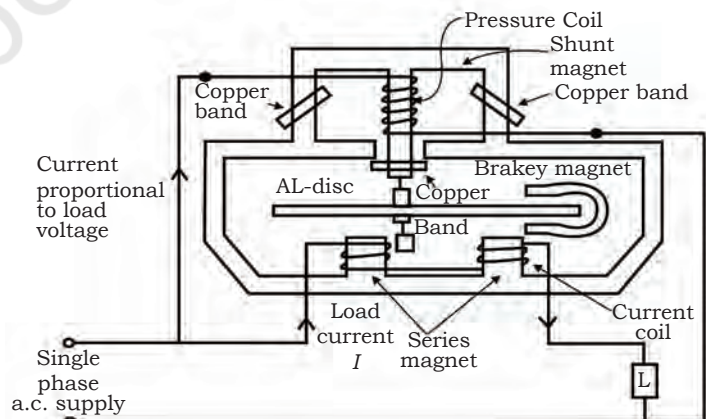 Pressure Coil
Shunt
magnet
Copper
band
Copper band
Current
proportional
to load
voltage
AL-disc
Copper
Brakey magnet
Band
Load
current
I
Series
magnet
Current
coil
Single
phase
a.c. supply
L